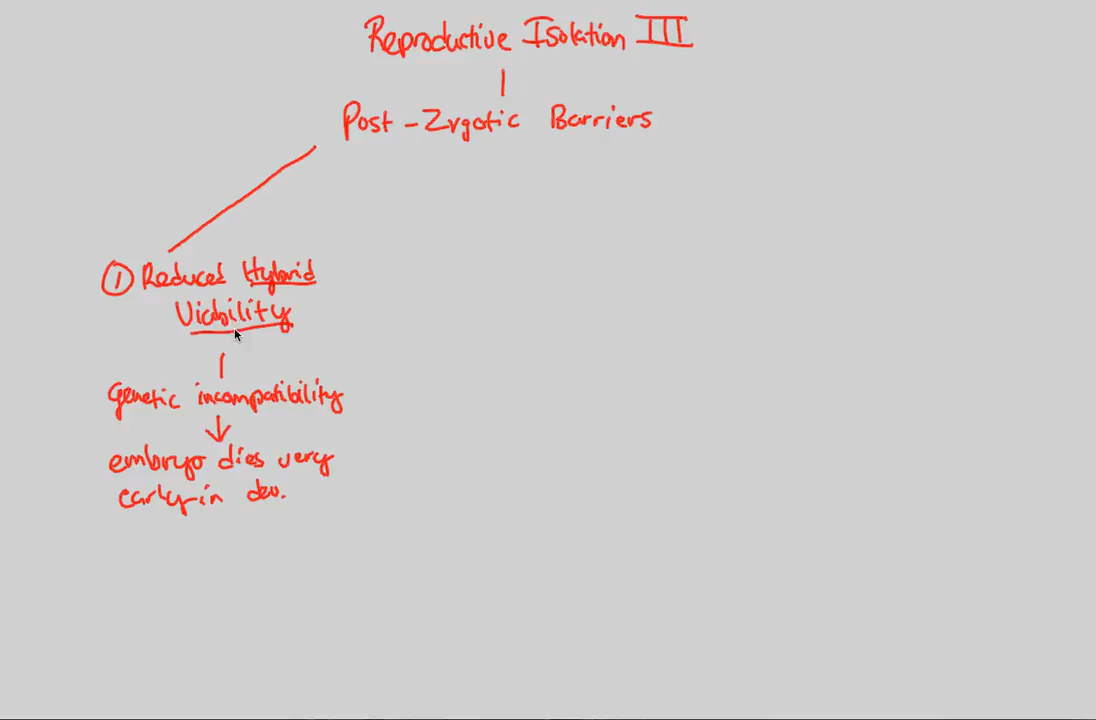 Reproductive Isolation III
Post-Zygotic Barriers
① Reduced Hybrid
Viability
Genetic incompatibility
embryo dies very
early in dev.